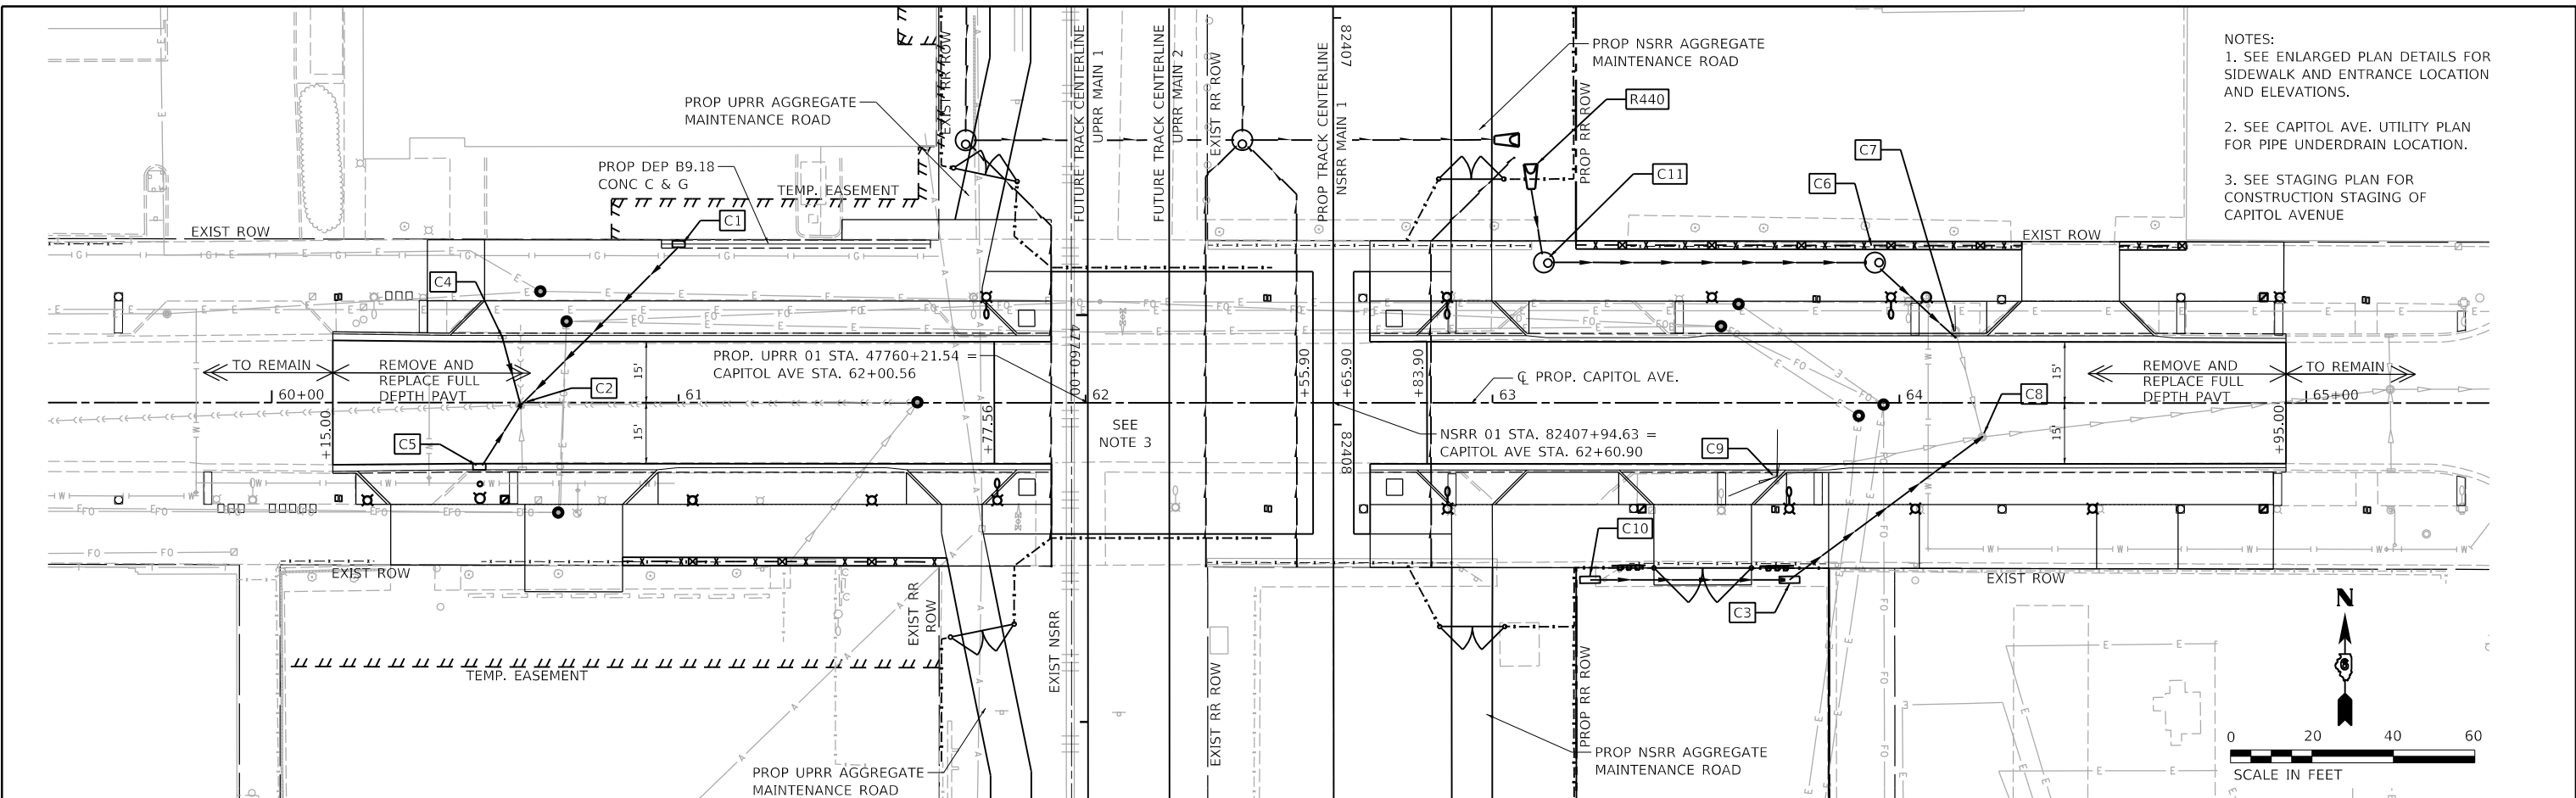 NOTES:
1. SEE ENLARGED PLAN DETAILS FOR
SIDEWALK AND ENTRANCE LOCATION
AND ELEVATIONS.
2. SEE CAPITOL AVE. UTILITY PLAN
FOR PIPE UNDERDRAIN LOCATION.
3. SEE STAGING PLAN FOR
CONSTRUCTION STAGING OF
CAPITOL AVENUE
PROP NSRR AGGREGATE
MAINTENANCE ROAD
R440
C11
C7
C6
PROP UPRR AGGREGATE
MAINTENANCE ROAD
PROP DEP B9.18
CONC C & G
TEMP. EASEMENT
C1
EXIST ROW
EXIST RR ROW
FUTURE TRACK CENTERLINE
UPRR MAIN 1
FUTURE TRACK CENTERLINE
UPRR MAIN 2
EXIST RR ROW
PROP TRACK CENTERLINE
NSRR MAIN 1
82407
PROP RR ROW
EXIST ROW
C4
TO REMAIN
REMOVE AND
REPLACE FULL
DEPTH PAVT
60+00
+15.00
C2
C5
15'
15'
61
PROP. UPRR 01 STA. 47760+21.54 =
CAPITOL AVE STA. 62+00.56
+77.56
47760+00
62
SEE
NOTE 3
+55.90
+65.90
+83.90
℄ PROP. CAPITOL AVE.
63
NSRR 01 STA. 82407+94.63 =
CAPITOL AVE STA. 62+60.90
82408
64
C8
C9
C10
C3
15'
15'
REMOVE AND
REPLACE FULL
DEPTH PAVT
TO REMAIN
65+00
+95.00
EXIST ROW
EXIST ROW
EXIST RR
ROW
TEMP. EASEMENT
EXIST NSRR
EXIST RR ROW
PROP RR ROW
PROP UPRR AGGREGATE
MAINTENANCE ROAD
PROP NSRR AGGREGATE
MAINTENANCE ROAD
N
0 20 40 60
SCALE IN FEET